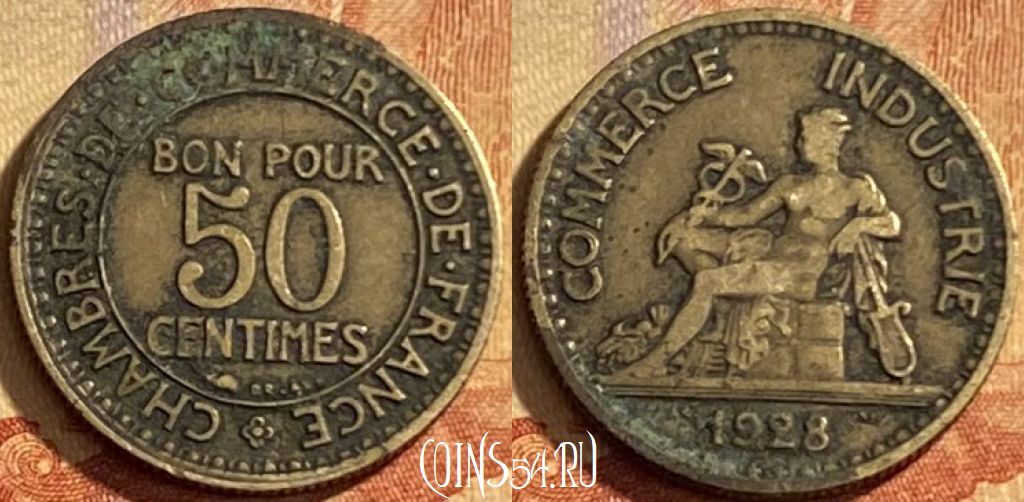 CHAMBRES·DE·COMMERCE·DE·FRANCE
BON POUR
50
CENTIMES
COMMERCE INDUSTRIE
1928
COINS54.RU